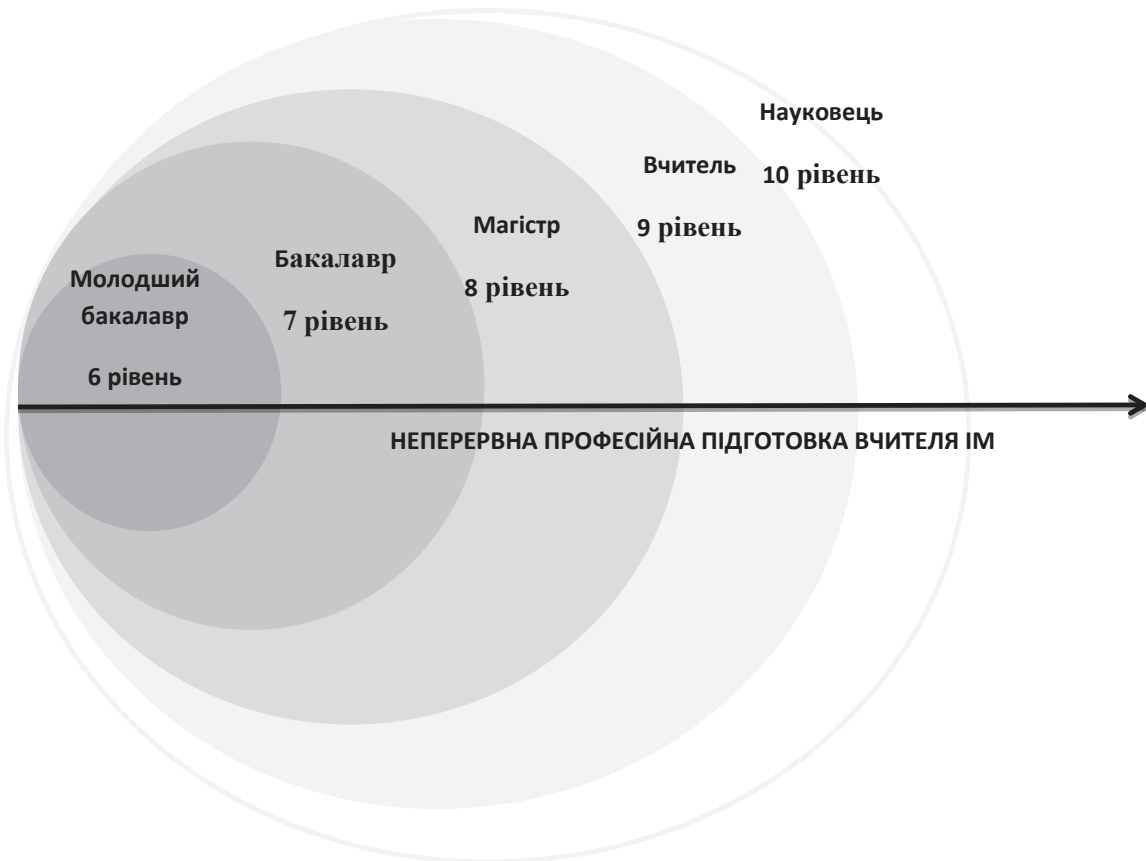 Науковець
10 рівень
Вчитель
9 рівень
Магістр
8 рівень
Бакалавр
7 рівень
Молодший
бакалавр
6 рівень
НЕПЕРЕРВНА ПРОФЕСІЙНА ПІДГОТОВКА ВЧИТЕЛЯ ІМ